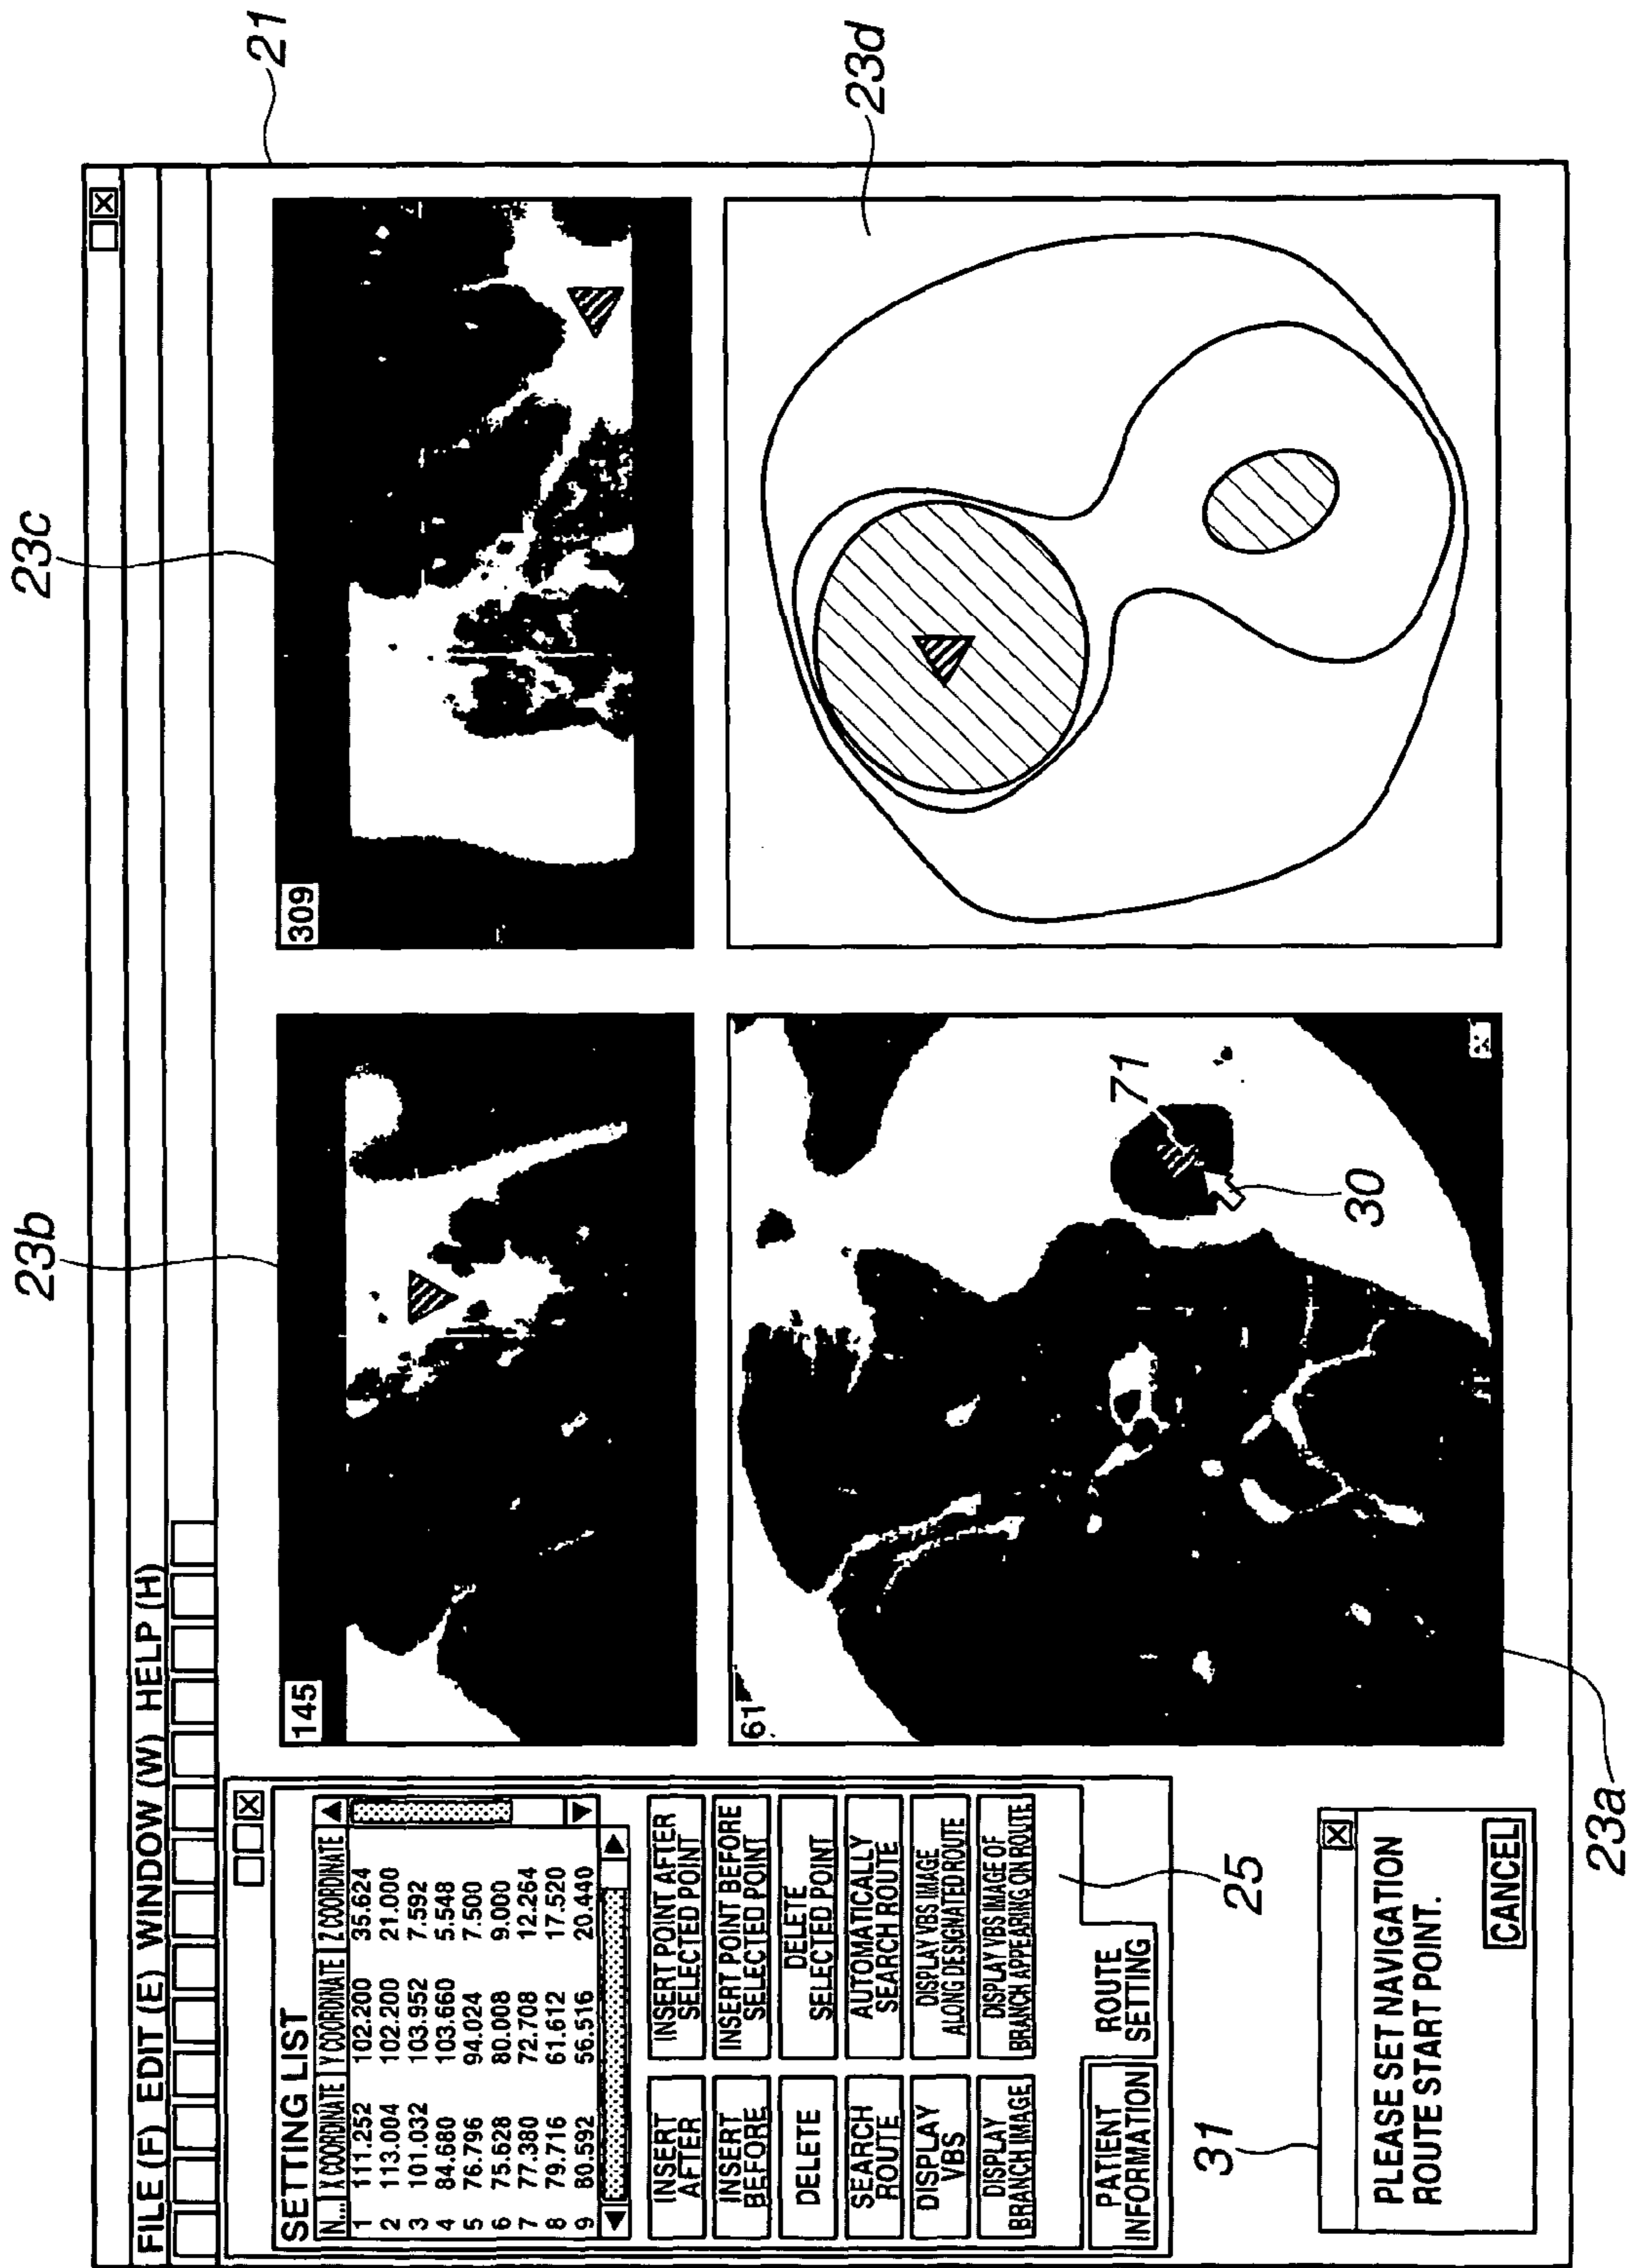 21
FILE (F) EDIT (E) WINDOW (W) HELP (H)
23b
23c
SETTING LIST
N... X COORDINATE Y COORDINATE Z COORDINATE
1 111.252 102.200 35.624
2 113.004 102.200 21.000
3 101.032 103.952 7.592
4 84.680 103.660 5.548
5 76.796 94.024 7.500
6 75.628 80.008 9.000
7 77.380 72.708 12.264
8 79.716 61.612 17.520
9 80.592 56.516 20.440
INSERT AFTER
INSERT POINT AFTER SELECTED POINT
INSERT BEFORE
INSERT POINT BEFORE SELECTED POINT
DELETE
DELETE SELECTED POINT
SEARCH ROUTE
AUTOMATICALLY SEARCH ROUTE
DISPLAY VBS
DISPLAY VBS IMAGE ALONG DESIGNATED ROUTE
DISPLAY BRANCH IMAGE
DISPLAY VBS IMAGE OF BRANCH APPEARING ON ROUTE
PATIENT INFORMATION
ROUTE SETTING
25
145
309
61
71
30
23d
31
PLEASE SET NAVIGATION
ROUTE START POINT.
CANCEL
23a